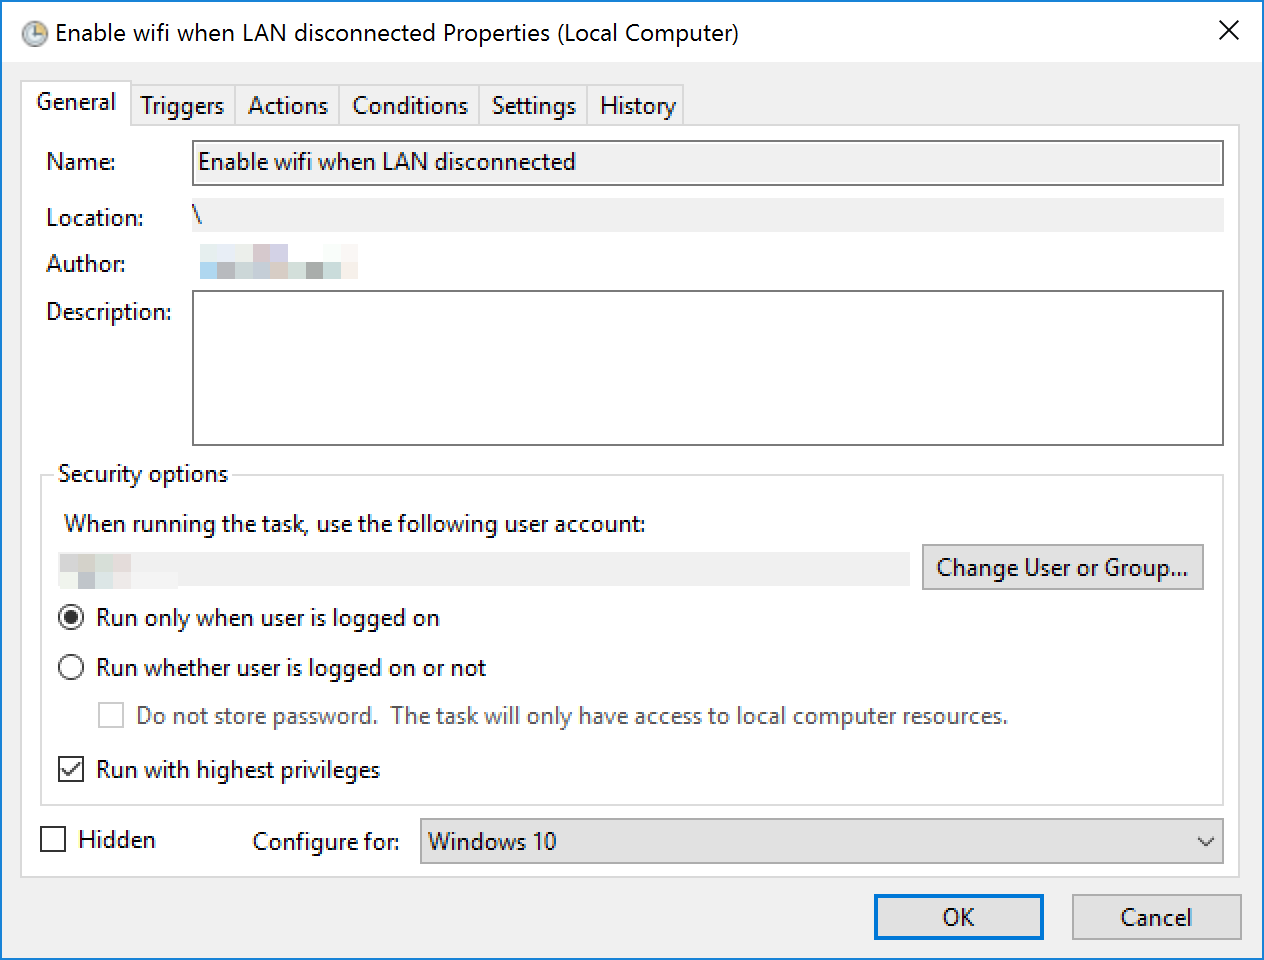 Enable wifi when LAN disconnected Properties (Local Computer)
General Triggers Actions Conditions Settings History
Name: Enable wifi when LAN disconnected
Location: \
Author:
Description:
Security options
When running the task, use the following user account:
Change User or Group...
Run only when user is logged on
Run whether user is logged on or not
Do not store password. The task will only have access to local computer resources.
Run with highest privileges
Hidden Configure for: Windows 10
OK Cancel